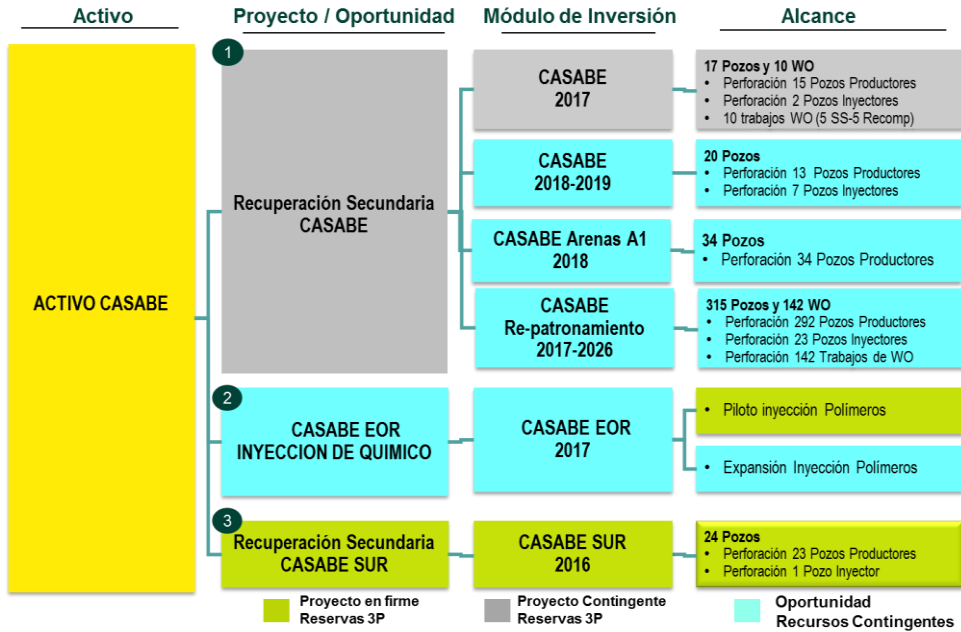 Activo
Proyecto / Oportunidad
Módulo de Inversión
Alcance
ACTIVO CASABE
1
Recuperación Secundaria
CASABE
CASABE
2017
17 Pozos y 10 WO
• Perforación 15 Pozos Productores
• Perforación 2 Pozos Inyectores
• 10 trabajos WO (5 SS-5 Recomp)
CASABE
2018-2019
20 Pozos
• Perforación 13 Pozos Productores
• Perforación 7 Pozos Inyectores
CASABE Arenas A1
2018
34 Pozos
• Perforación 34 Pozos Productores
CASABE
Re-patronamiento
2017-2026
315 Pozos y 142 WO
• Perforación 292 Pozos Productores
• Perforación 23 Pozos Inyectores
• Perforación 142 Trabajos de WO
2
CASABE EOR
INYECCION DE QUIMICO
CASABE EOR
2017
• Piloto inyección Polímeros
• Expansión Inyección Polímeros
3
Recuperación Secundaria
CASABE SUR
CASABE SUR
2016
24 Pozos
• Perforación 23 Pozos Productores
• Perforación 1 Pozo Inyector
Proyecto en firme
Reservas 3P
Proyecto Contingente
Reservas 3P
Oportunidad
Recursos Contingentes